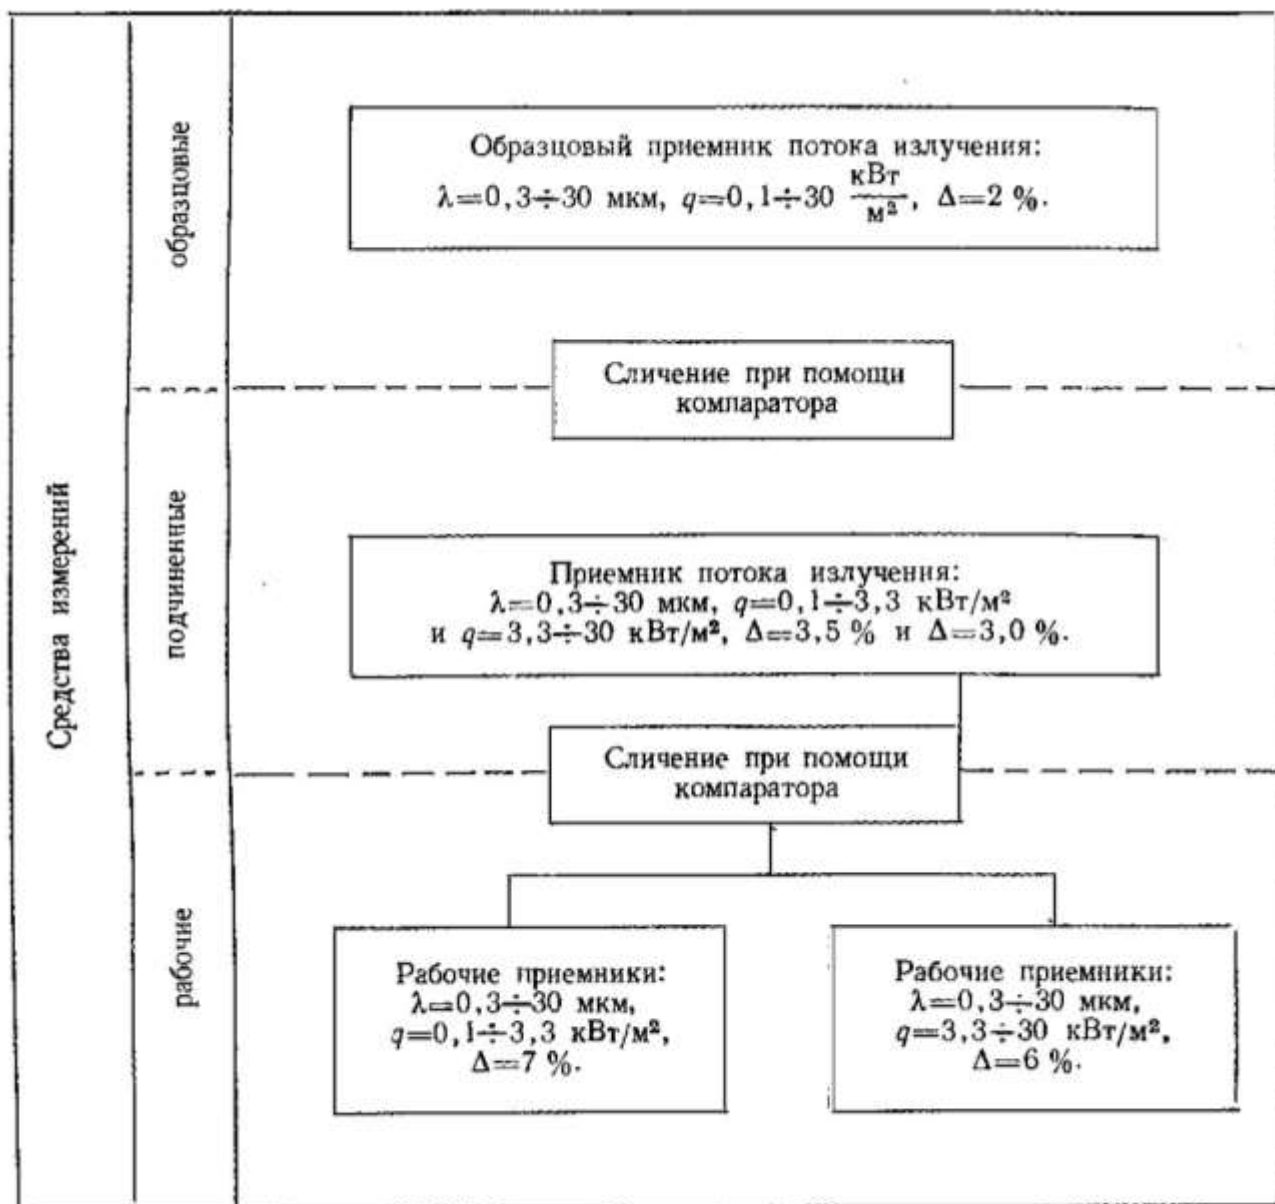 Средства измерений
образцовые
Образцовый приемник потока излучения:
λ=0,3÷30 мкм, q=0,1÷30 кВт/м², Δ=2 %.
Сличение при помощи
компаратора
подчиненные
Приемник потока излучения:
λ=0,3÷30 мкм, q=0,1÷3,3 кВт/м²
и q=3,3÷30 кВт/м², Δ=3,5 % и Δ=3,0 %.
Сличение при помощи
компаратора
рабочие
Рабочие приемники:
λ=0,3÷30 мкм,
q=0,1÷3,3 кВт/м²,
Δ=7 %.
Рабочие приемники:
λ=0,3÷30 мкм,
q=3,3÷30 кВт/м²,
Δ=6 %.